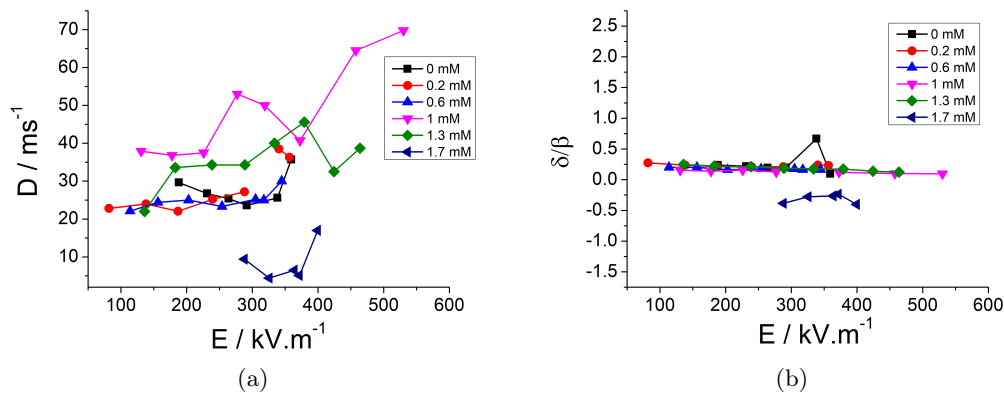 70
60
50
40
30
20
10
D / ms-1
100 200 300 400 500 600
E / kV.m-1
0 mM
0.2 mM
0.6 mM
1 mM
1.3 mM
1.7 mM
(a)
2.5
2.0
1.5
1.0
0.5
0.0
-0.5
-1.0
-1.5
δ/β
100 200 300 400 500 600
E / kV.m-1
0 mM
0.2 mM
0.6 mM
1 mM
1.3 mM
1.7 mM
(b)